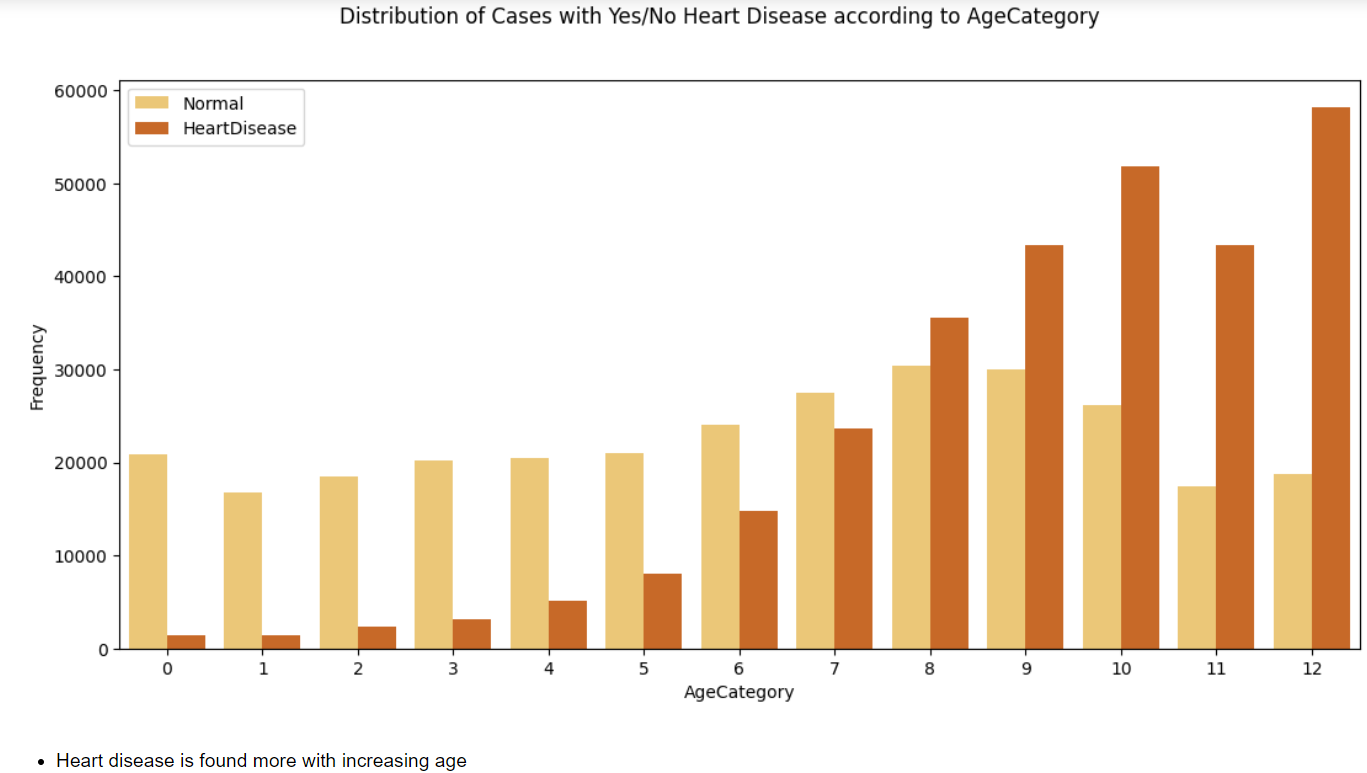 Distribution of Cases with Yes/No Heart Disease according to AgeCategory
60000
50000
40000
30000
20000
10000
0
Frequency
Normal
HeartDisease
0 1 2 3 4 5 6 7 8 9 10 11 12
AgeCategory
• Heart disease is found more with increasing age